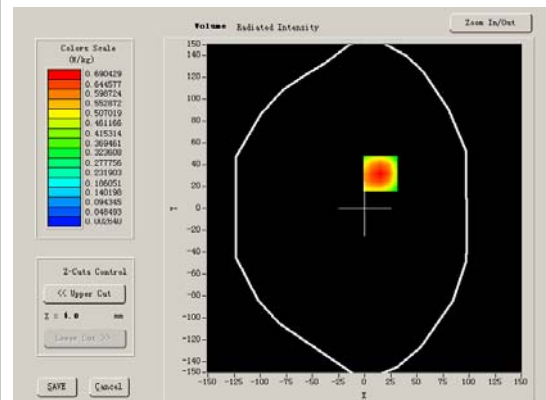 Volume Radiated Intensity
Zoom In/Out
Colors Scale
(W/kg)
0.690429
0.644577
0.598724
0.552872
0.507019
0.461166
0.415314
0.369461
0.323608
0.277756
0.231903
0.186051
0.140198
0.094345
0.048493
0.002640
Z-Cuts Control
<< Upper Cut
Z = 4.0 mm
Lower Cut >>
SAVE
Cancel
150
140
120
100
80
60
40
20
0
-20
-40
-60
-80
-100
-120
-140
-150
Y
-150 -125 -100 -75 -50 -25 0 25 50 75 100 125 150
X